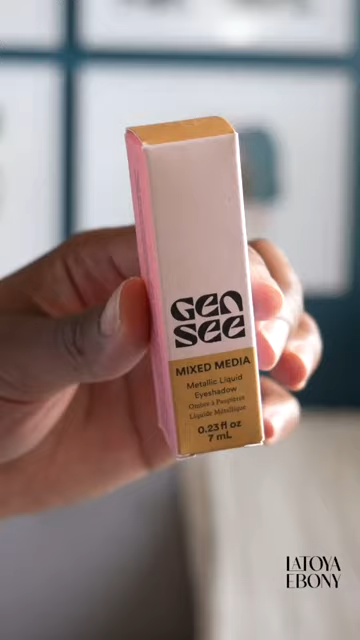 GEN
SEE
MIXED MEDIA
Metallic Liquid
Eyeshadow
Ombre à Paupières
Liquide Métallique
0.23 fl oz
7 mL
LATOYA
EBONY